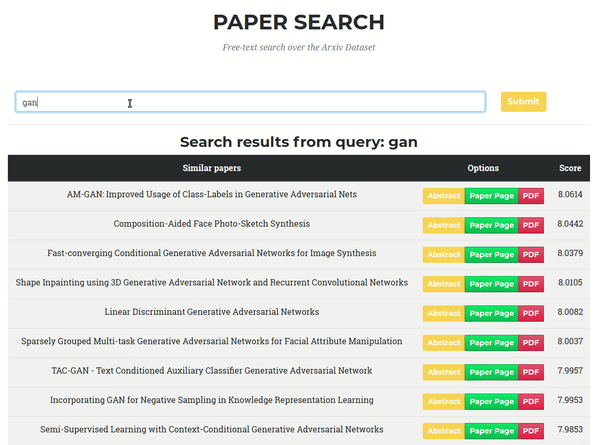 PAPER SEARCH
Free-text search over the Arxiv Dataset
gan
Submit
Search results from query: gan
Similar papers Options Score
AM-GAN: Improved Usage of Class-Labels in Generative Adversarial Nets Abstract Paper Page PDF 8.0614
Composition-Aided Face Photo-Sketch Synthesis Abstract Paper Page PDF 8.0442
Fast-converging Conditional Generative Adversarial Networks for Image Synthesis Abstract Paper Page PDF 8.0379
Shape Inpainting using 3D Generative Adversarial Network and Recurrent Convolutional Networks Abstract Paper Page PDF 8.0105
Linear Discriminant Generative Adversarial Networks Abstract Paper Page PDF 8.0082
Sparsely Grouped Multi-task Generative Adversarial Networks for Facial Attribute Manipulation Abstract Paper Page PDF 8.0037
TAC-GAN - Text Conditioned Auxiliary Classifier Generative Adversarial Network Abstract Paper Page PDF 7.9957
Incorporating GAN for Negative Sampling in Knowledge Representation Learning Abstract Paper Page PDF 7.9953
Semi-Supervised Learning with Context-Conditional Generative Adversarial Networks Abstract Paper Page PDF 7.9853